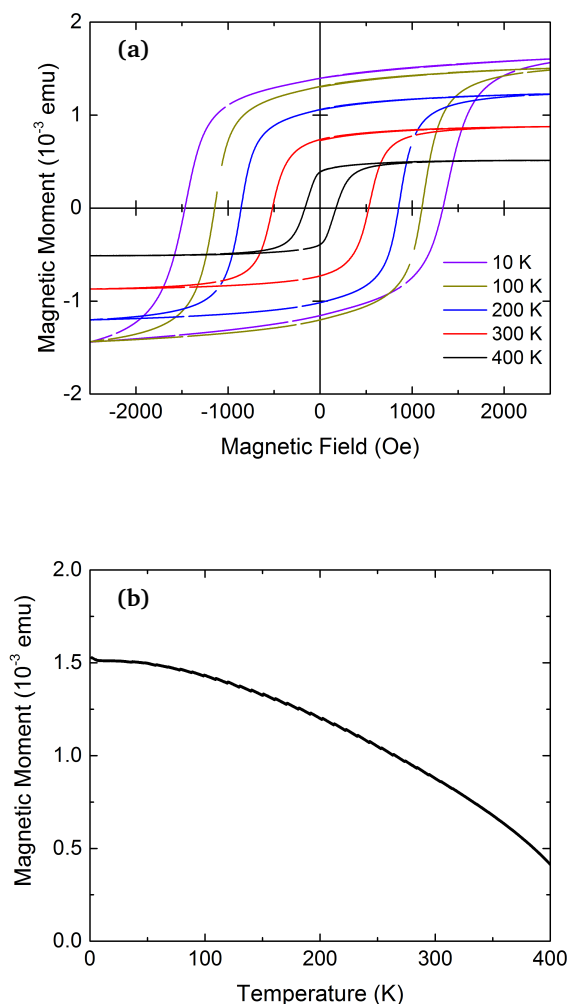 (a)
2
1
0
-1
-2
Magnetic Moment (10⁻³ emu)
10 K
100 K
200 K
300 K
400 K
-2000 -1000 0 1000 2000
Magnetic Field (Oe)
(b)
2.0
1.5
1.0
0.5
0.0
Magnetic Moment (10⁻³ emu)
0 100 200 300 400
Temperature (K)